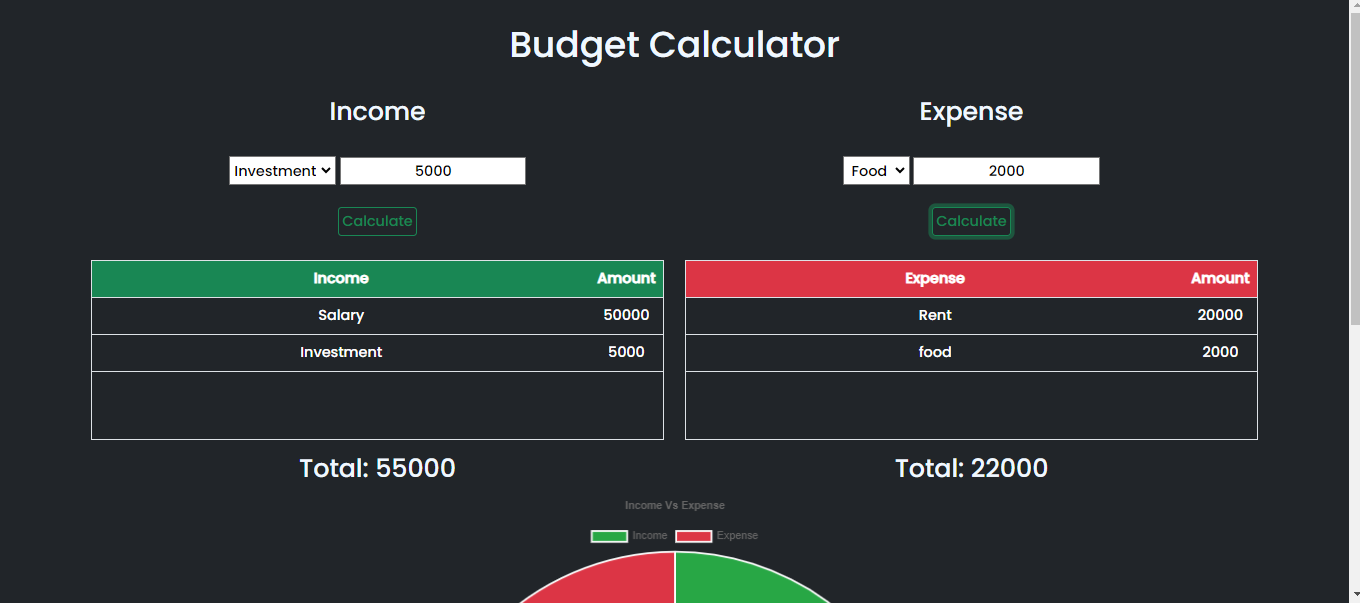 Budget Calculator
Income
Expense
Investment 5000
Food 2000
Calculate
Calculate
Income Amount
Salary 50000
Investment 5000
Expense Amount
Rent 20000
food 2000
Total: 55000
Total: 22000
Income Vs Expense
Income Expense